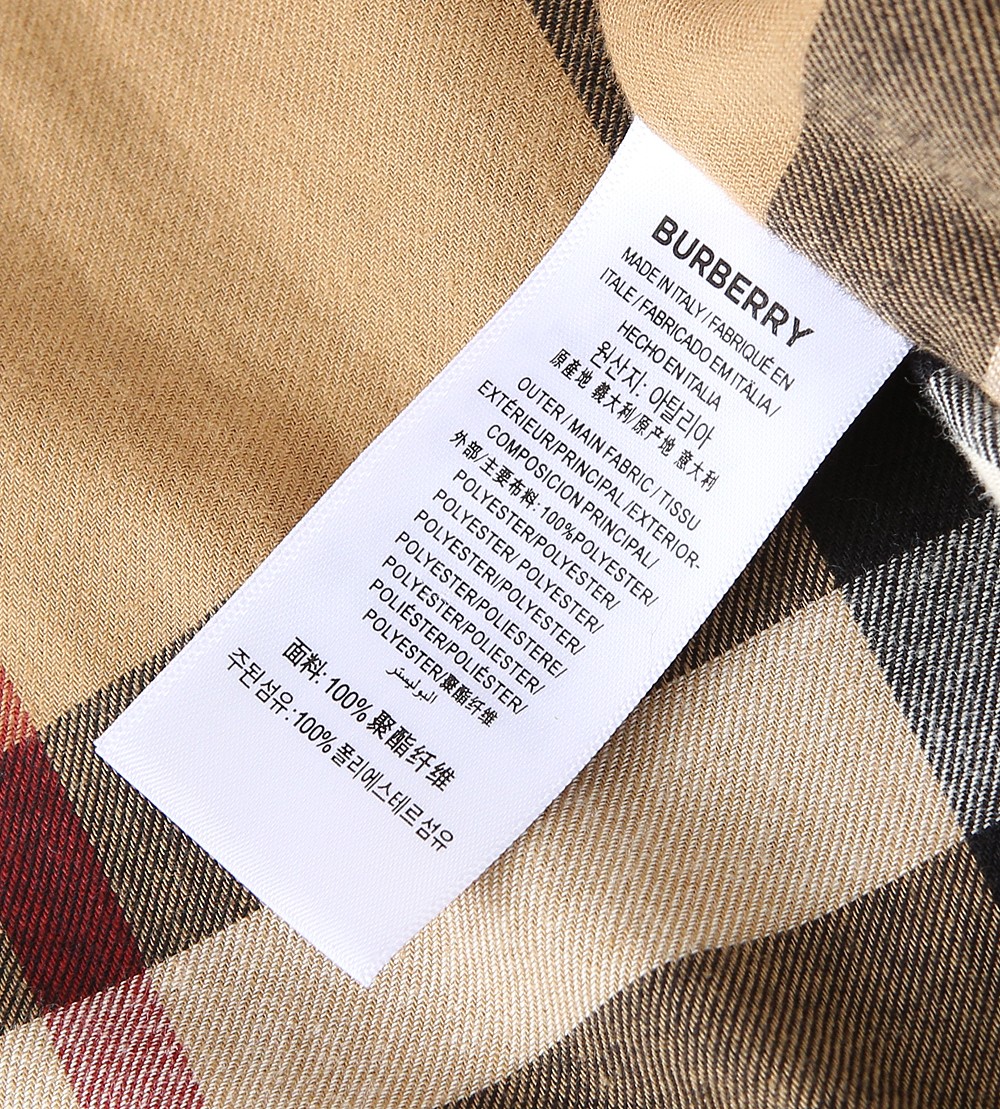 BURBERRY
MADE IN ITALY / FABRIQUÉ EN
ITALE / FABRICADO EM ITÄLIA /
HECHO EN ITALIA
원산지: 이탈리아
原產地 義大利/原产地 意大利
OUTER / MAIN FABRIC / TISSU
EXTÉRIEUR/PRINCIPAL /EXTERIOR-
COMPOSICION PRINCIPAL/
外部/主要布料: 100%POLYESTER/
POLYESTER/POLYESTER/
POLYESTER/ POLYESTER/
POLYESTERI/POLYESTER/
POLYESTER/POLIESTERE/
POLYESTER/POLIESTER/
POLIÉSTER/POLIÉSTER/
POLYESTER/聚酯纤维
البوليستر
面料: 100% 聚酯纤维
주된섬유: 100% 폴리에스테르 섬유